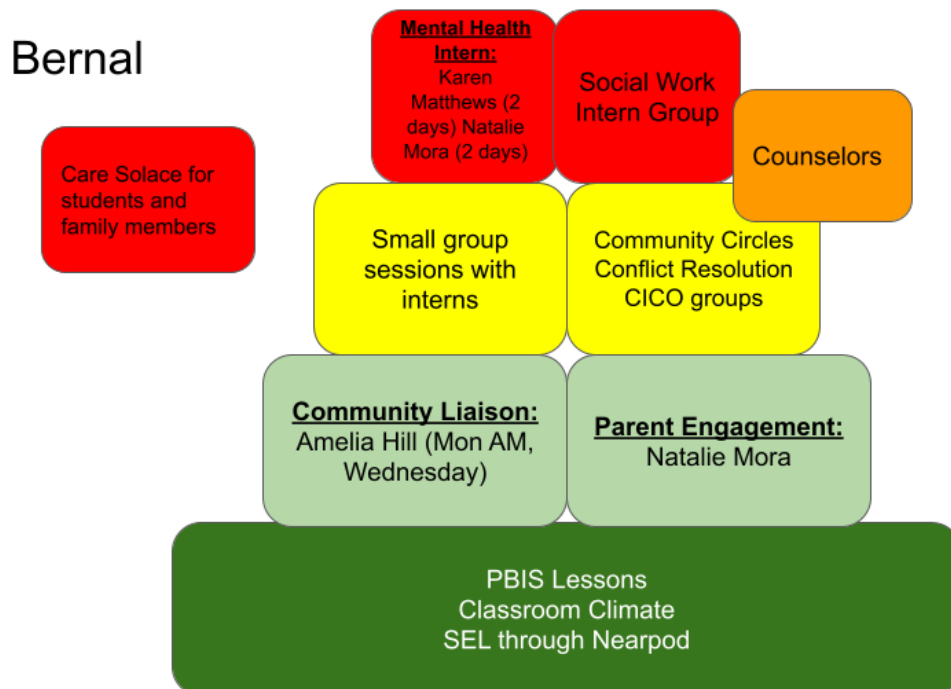 Bernal
Mental Health
Intern:
Karen
Matthews (2
days) Natalie
Mora (2 days)
Social Work
Intern Group
Counselors
Care Solace for
students and
family members
Small group
sessions with
interns
Community Circles
Conflict Resolution
CICO groups
Community Liaison:
Amelia Hill (Mon AM,
Wednesday)
Parent Engagement:
Natalie Mora
PBIS Lessons
Classroom Climate
SEL through Nearpod